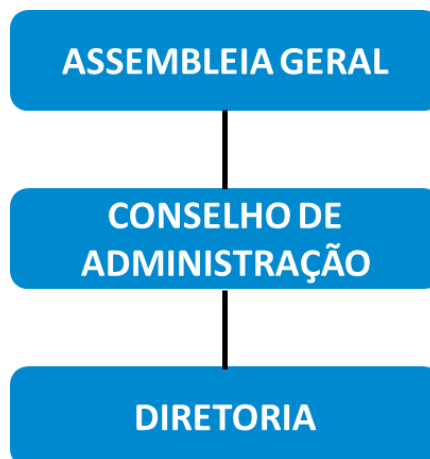 ASSEMBLEIA GERAL
CONSELHO DE
ADMINISTRAÇÃO
DIRETORIA